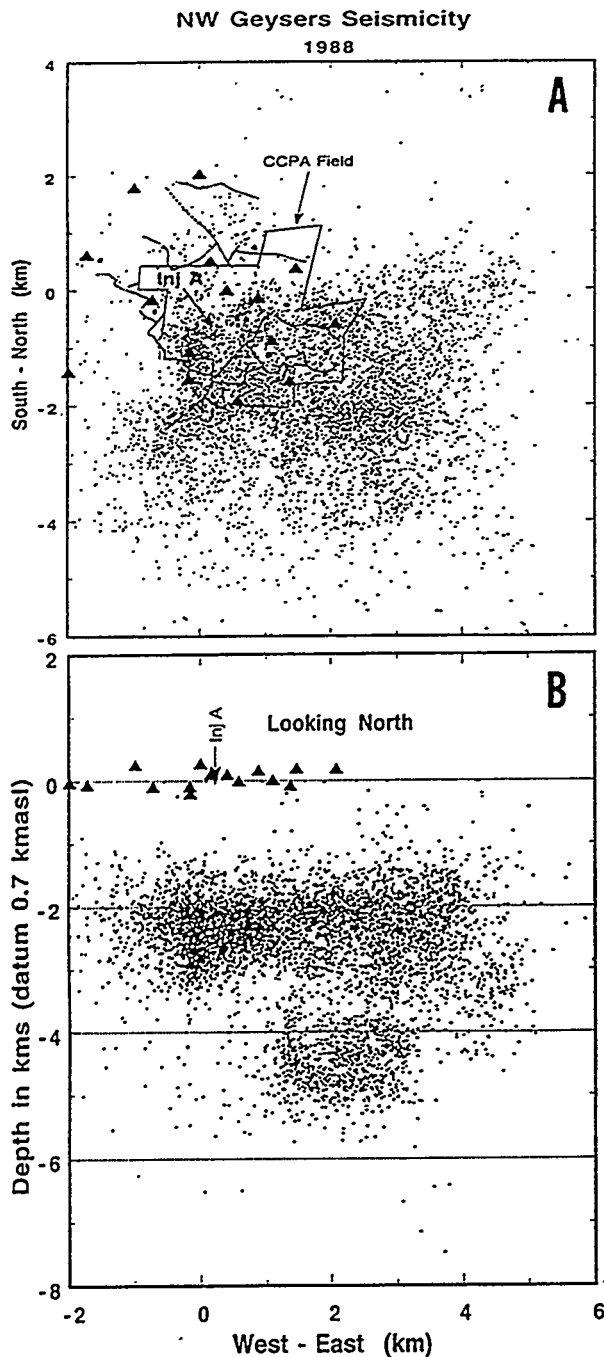 NW Geysers Seismicity
1988
4
A
CCPA Field
2
Inj A
0
-2
-4
-6
South - North (km)
2
B
Inj A
Looking North
0
-2
-4
-6
-8
Depth in kms (datum 0.7 kmasl)
-2
0
2
4
6
West - East (km)